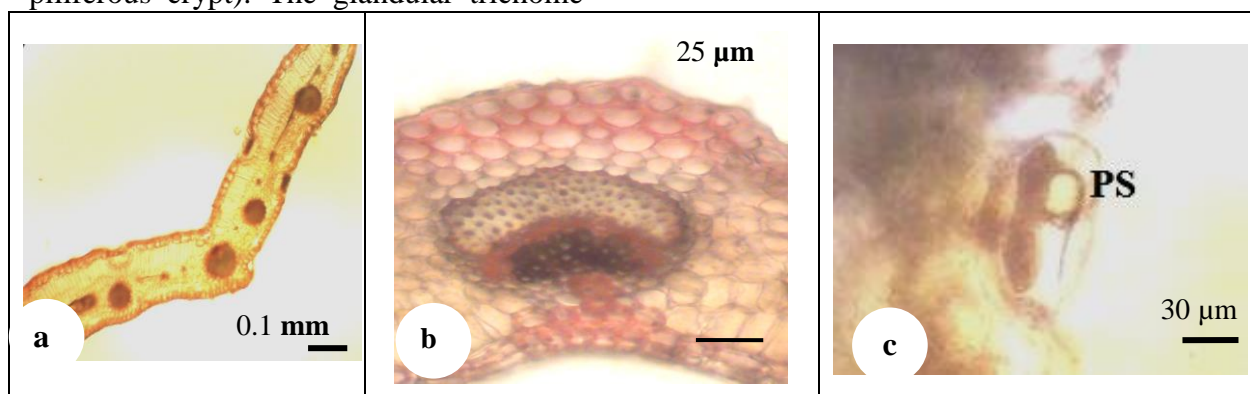 piliferous crypt). The glandular trichome
25 µm
PS
0.1 mm
30 µm
a
b
c